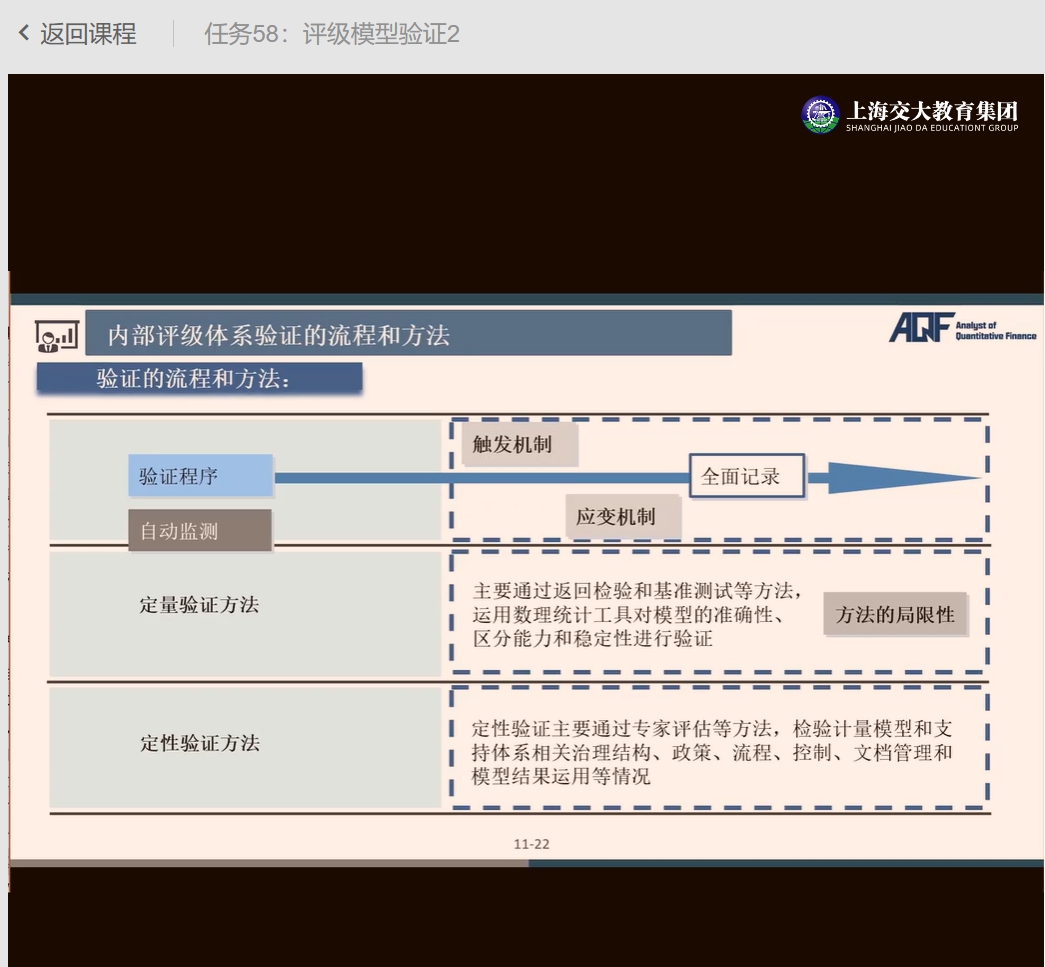 返回课程
任务58：评级模型验证2
上海交大教育集团
SHANGHAI JIAO DA EDUCATIONT GROUP
内部评级体系验证的流程和方法
AQF Analyst of
Quantitative Finance
验证的流程和方法：
触发机制
验证程序
全面记录
应变机制
自动监测
定量验证方法
主要通过返回检验和基准测试等方法，
运用数理统计工具对模型的准确性、
区分能力和稳定性进行验证
方法的局限性
定性验证方法
定性验证主要通过专家评估等方法，检验计量模型和支
持体系相关治理结构、政策、流程、控制、文档管理和
模型结果运用等情况
11-22